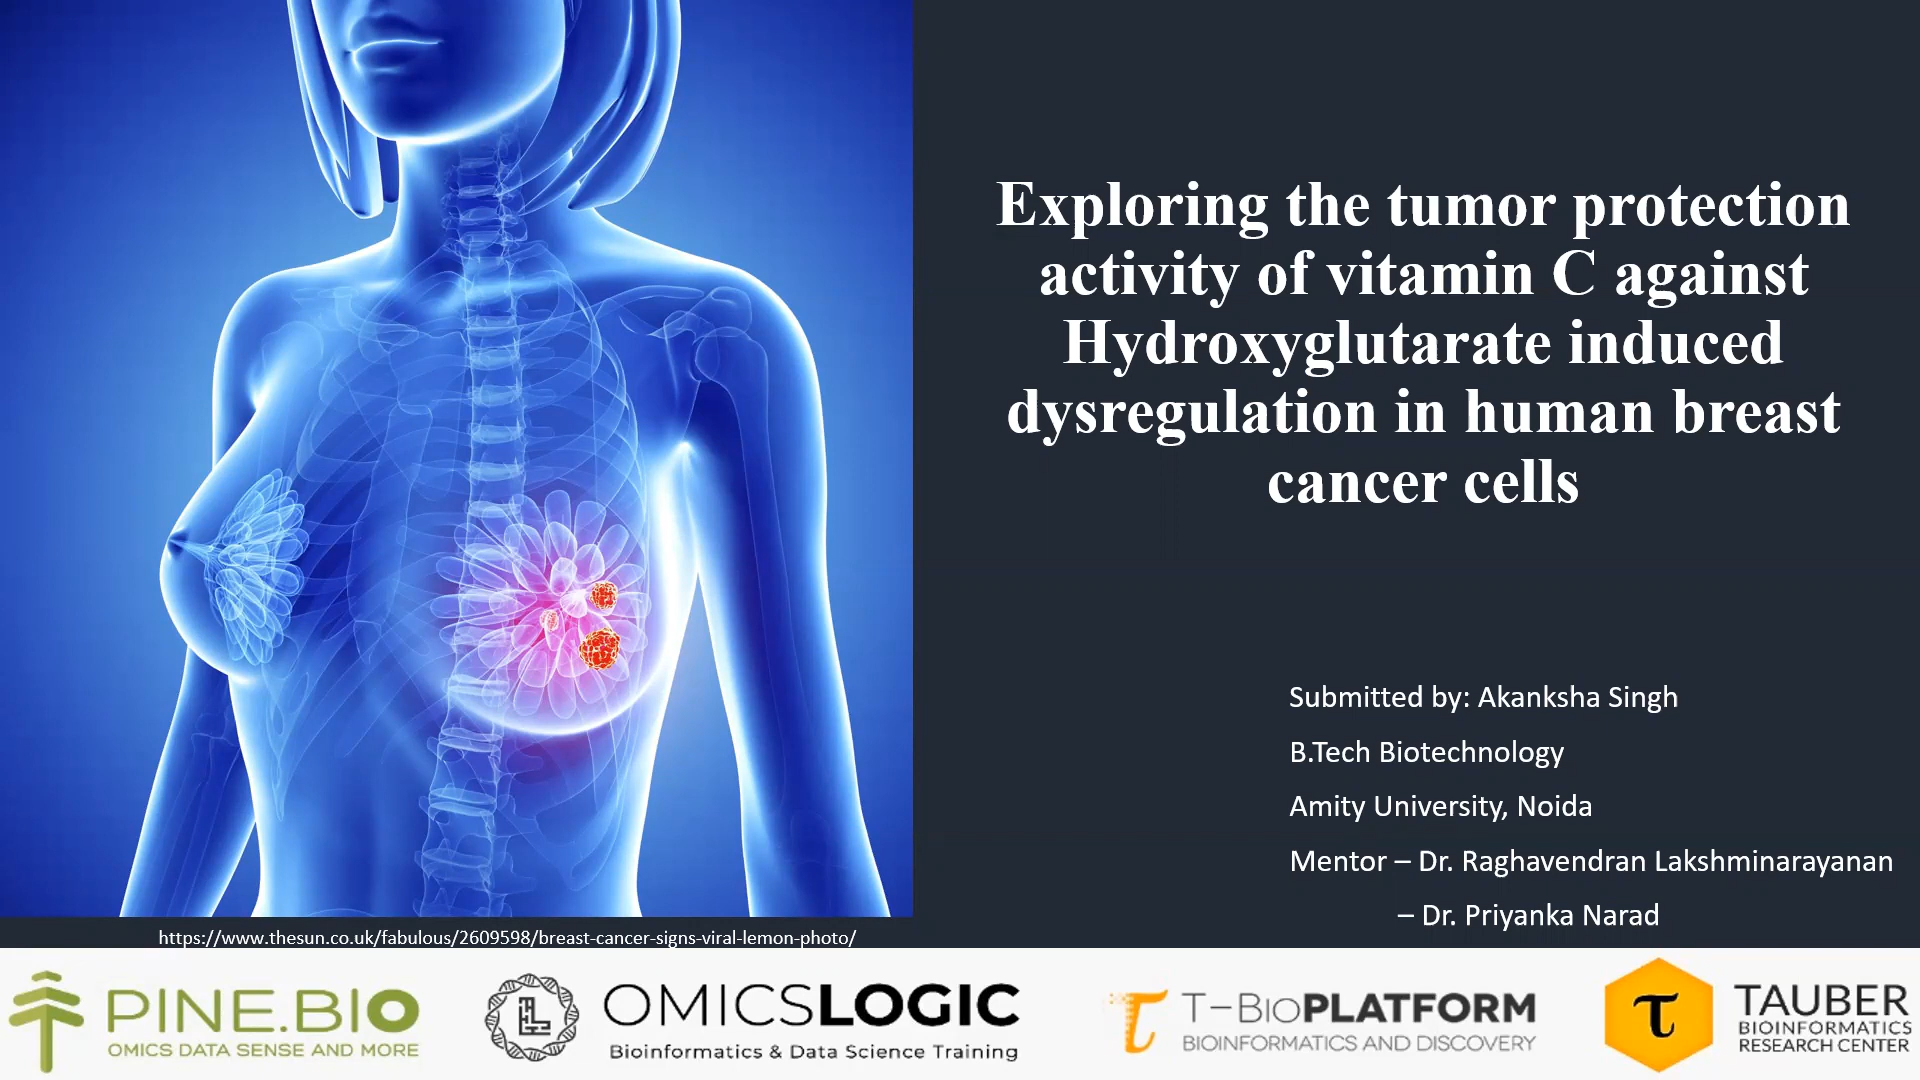 Exploring the tumor protection
activity of vitamin C against
Hydroxyglutarate induced
dysregulation in human breast
cancer cells
Submitted by: Akanksha Singh
B.Tech Biotechnology
Amity University, Noida
Mentor – Dr. Raghavendran Lakshminarayanan
– Dr. Priyanka Narad
https://www.thesun.co.uk/fabulous/2609598/breast-cancer-signs-viral-lemon-photo/
PINE.BIO
OMICS DATA SENSE AND MORE
OMICSLOGIC
Bioinformatics & Data Science Training
T-BioPLATFORM
BIOINFORMATICS AND DISCOVERY
TAUBER
BIOINFORMATICS
RESEARCH CENTER